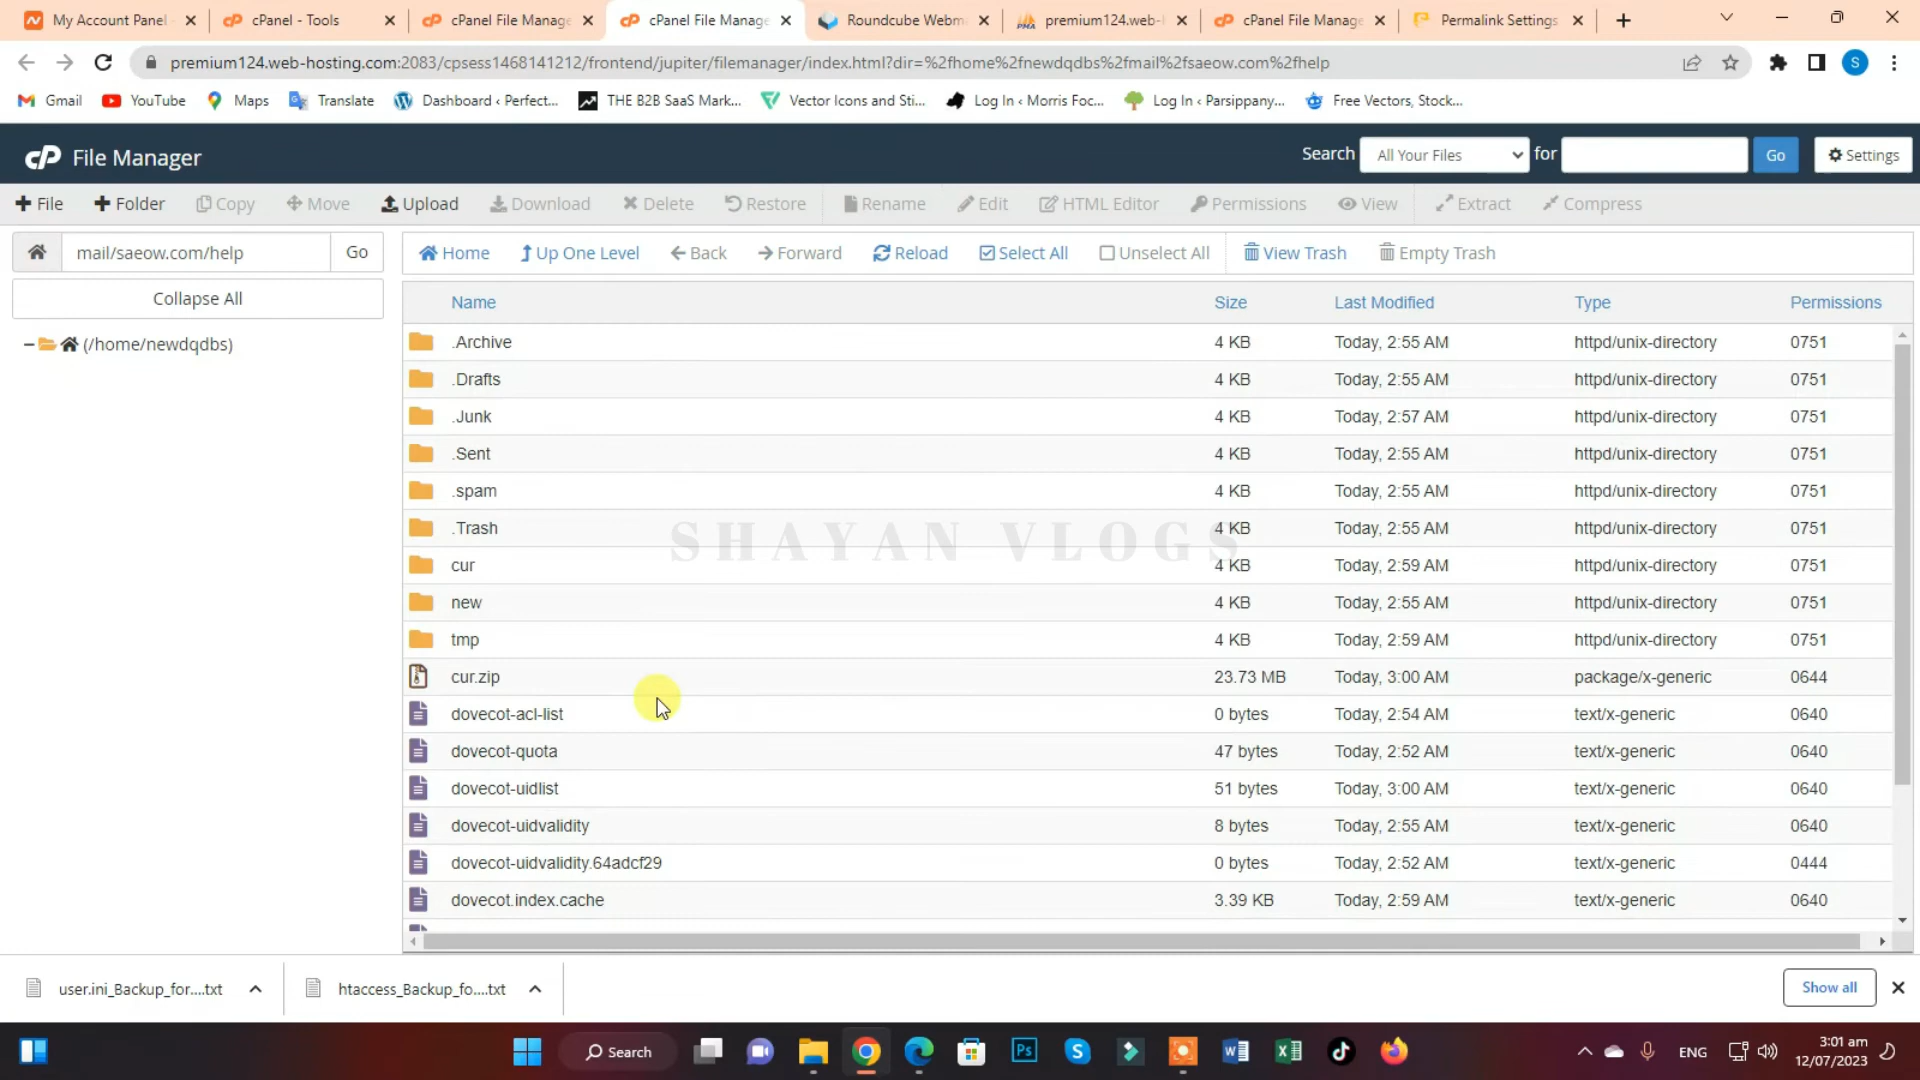 My Account Panel
cPanel - Tools
cPanel File Manage
cPanel File Manage
Roundcube Webm
premium124.web-
cPanel File Manage
Permalink Settings
premium124.web-hosting.com:2083/cpsess1468141212/frontend/jupiter/filemanager/index.html?dir=%2fhome%2fnewdqdbs%2fmail%2fsaeow.com%2fhelp
S
Gmail YouTube Maps Translate Dashboard ‹ Perfect... THE B2B SaaS Mark... Vector Icons and Sti... Log In ‹ Morris Foc... Log In ‹ Parsippany,... Free Vectors, Stock...
cP File Manager
Search All Your Files for Go Settings
File Folder Copy Move Upload Download Delete Restore Rename Edit HTML Editor Permissions View Extract Compress
mail/saeow.com/help Go
Home Up One Level Back Forward Reload Select All Unselect All View Trash Empty Trash
Collapse All
(/home/newdqdbs)
Name Size Last Modified Type Permissions
.Archive 4 KB Today, 2:55 AM httpd/unix-directory 0751
.Drafts 4 KB Today, 2:55 AM httpd/unix-directory 0751
.Junk 4 KB Today, 2:57 AM httpd/unix-directory 0751
.Sent 4 KB Today, 2:55 AM httpd/unix-directory 0751
.spam 4 KB Today, 2:55 AM httpd/unix-directory 0751
.Trash 4 KB Today, 2:55 AM httpd/unix-directory 0751
SHAYAN VLOGS
cur 4 KB Today, 2:59 AM httpd/unix-directory 0751
new 4 KB Today, 2:55 AM httpd/unix-directory 0751
tmp 4 KB Today, 2:59 AM httpd/unix-directory 0751
cur.zip 23.73 MB Today, 3:00 AM package/x-generic 0644
dovecot-acl-list 0 bytes Today, 2:54 AM text/x-generic 0640
dovecot-quota 47 bytes Today, 2:52 AM text/x-generic 0640
dovecot-uidlist 51 bytes Today, 3:00 AM text/x-generic 0640
dovecot-uidvalidity 8 bytes Today, 2:55 AM text/x-generic 0640
dovecot-uidvalidity.64adcf29 0 bytes Today, 2:52 AM text/x-generic 0444
dovecot.index.cache 3.39 KB Today, 2:59 AM text/x-generic 0640
user.ini_Backup_for....txt
htaccess_Backup_fo....txt
Show all
Search
Ps
ENG
3:01 am
12/07/2023